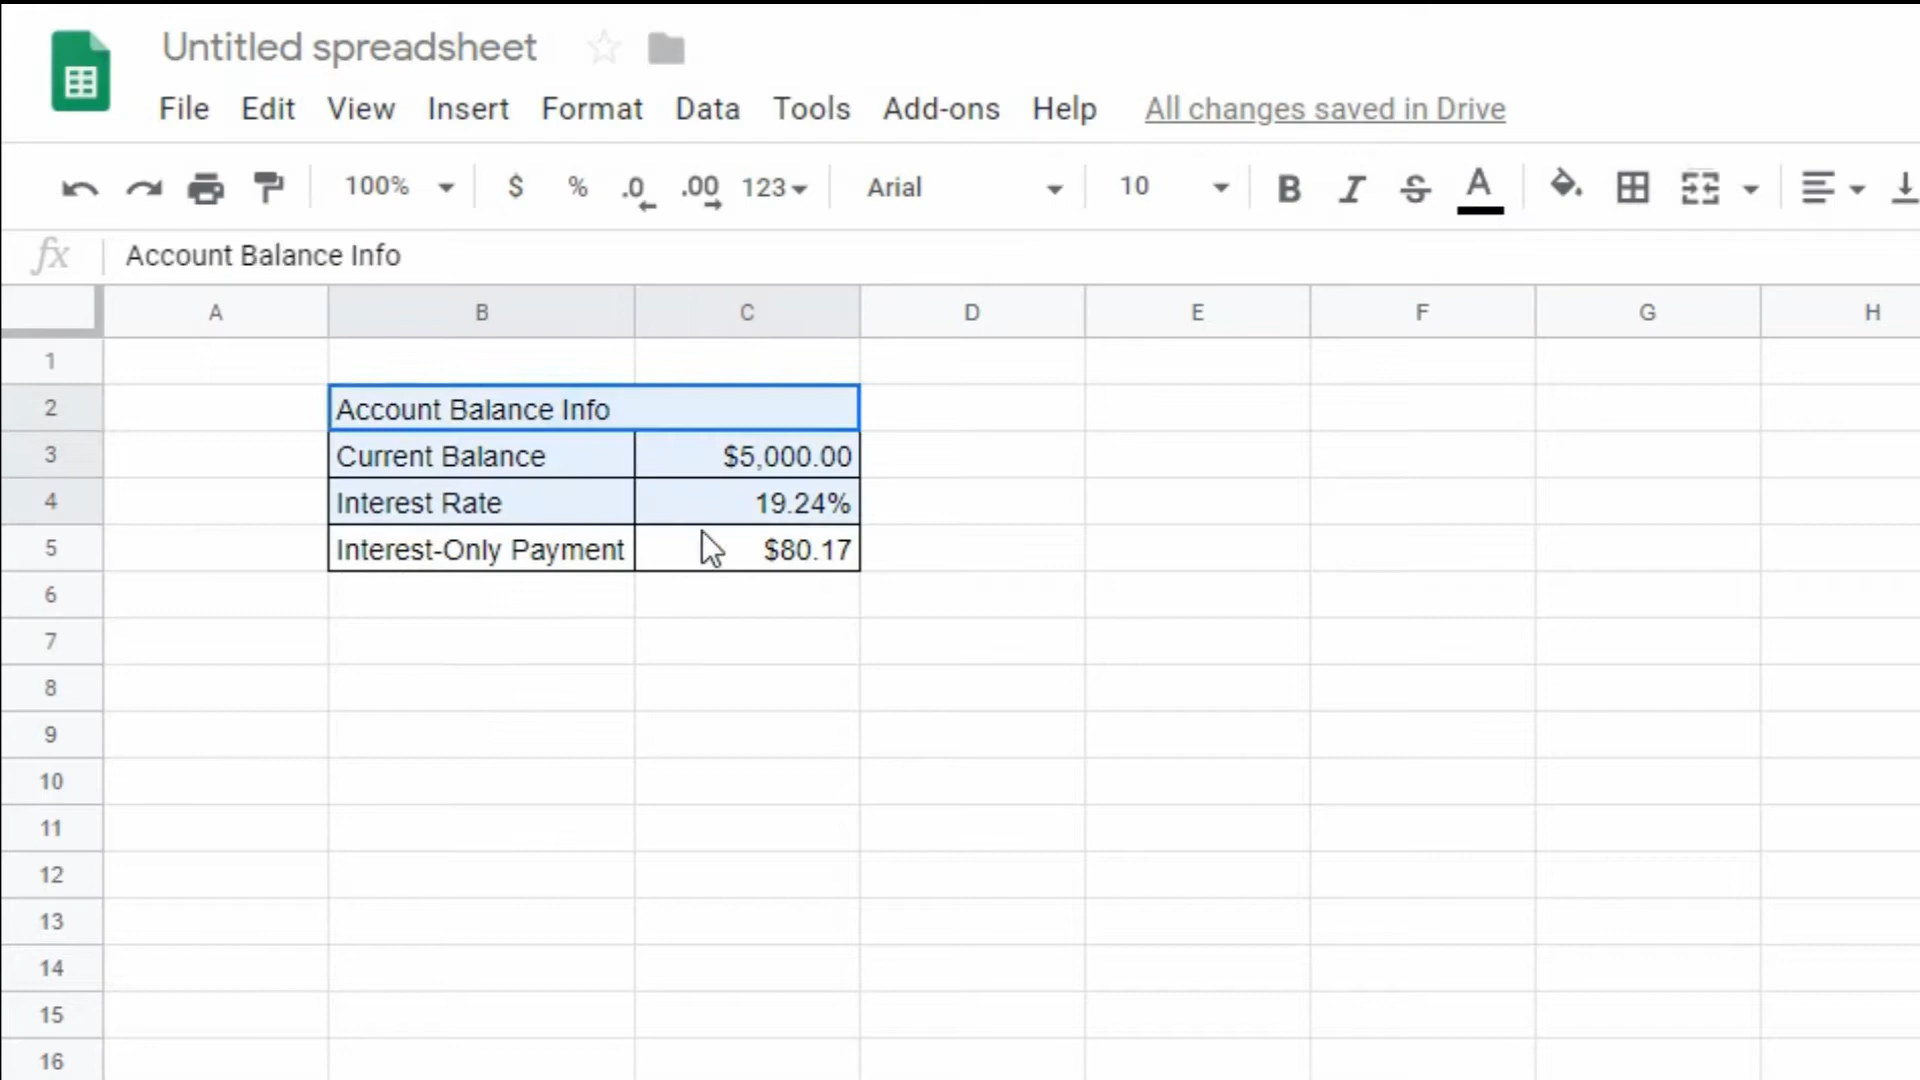 Untitled spreadsheet
File Edit View Insert Format Data Tools Add-ons Help All changes saved in Drive
100% $ % .0 .00 123 Arial 10 B I S A
fx Account Balance Info
A B C D E F G H
1
2 Account Balance Info
3 Current Balance $5,000.00
4 Interest Rate 19.24%
5 Interest-Only Payment $80.17
6
7
8
9
10
11
12
13
14
15
16